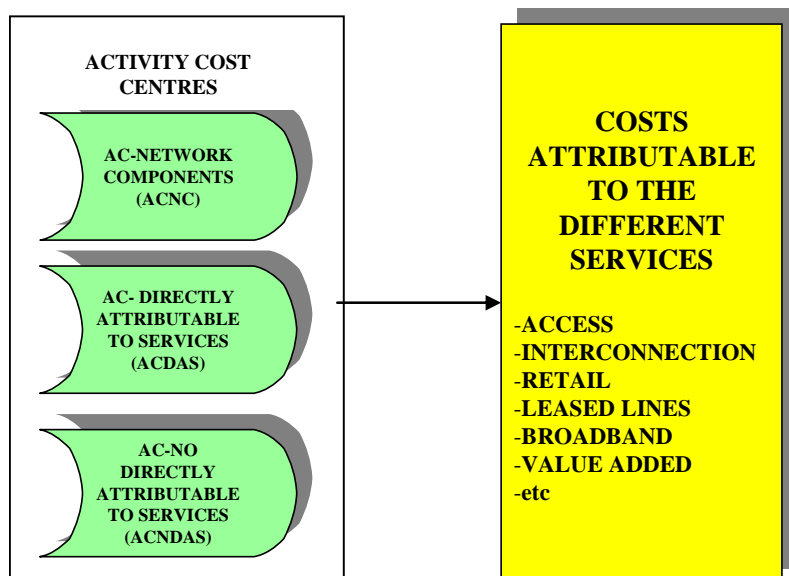 ACTIVITY COST
CENTRES
AC-NETWORK
COMPONENTS
(ACNC)
AC- DIRECTLY
ATTRIBUTABLE
TO SERVICES
(ACDAS)
AC-NO
DIRECTLY
ATTRIBUTABLE
TO SERVICES
(ACNDAS)
COSTS
ATTRIBUTABLE
TO THE
DIFFERENT
SERVICES
-ACCESS
-INTERCONNECTION
-RETAIL
-LEASED LINES
-BROADBAND
-VALUE ADDED
-etc